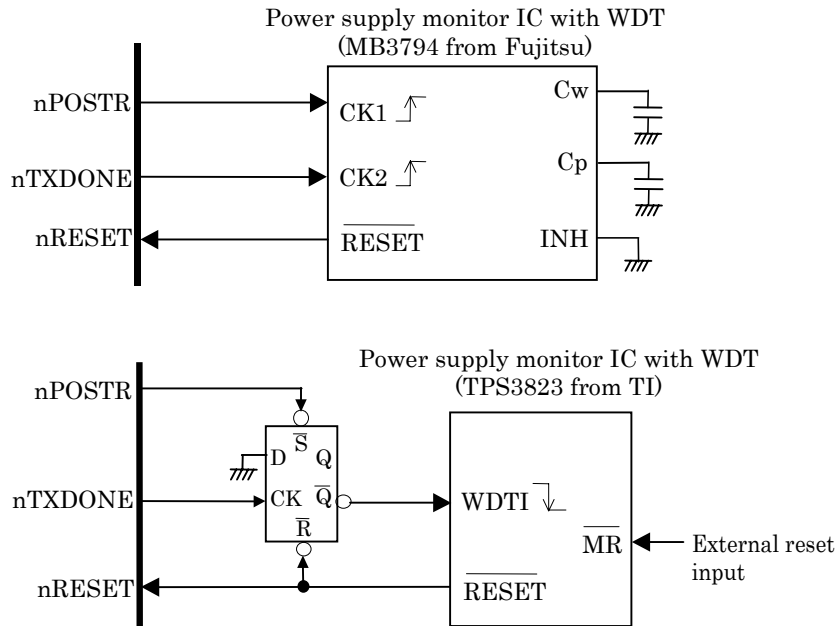 Power supply monitor IC with WDT
(MB3794 from Fujitsu)
nPOSTR
CK1
Cw
nTXDONE
CK2
Cp
nRESET
RESET
INH
Power supply monitor IC with WDT
(TPS3823 from TI)
nPOSTR
S
D
Q
nTXDONE
CK
Q
WDTI
R
MR
External reset
input
nRESET
RESET